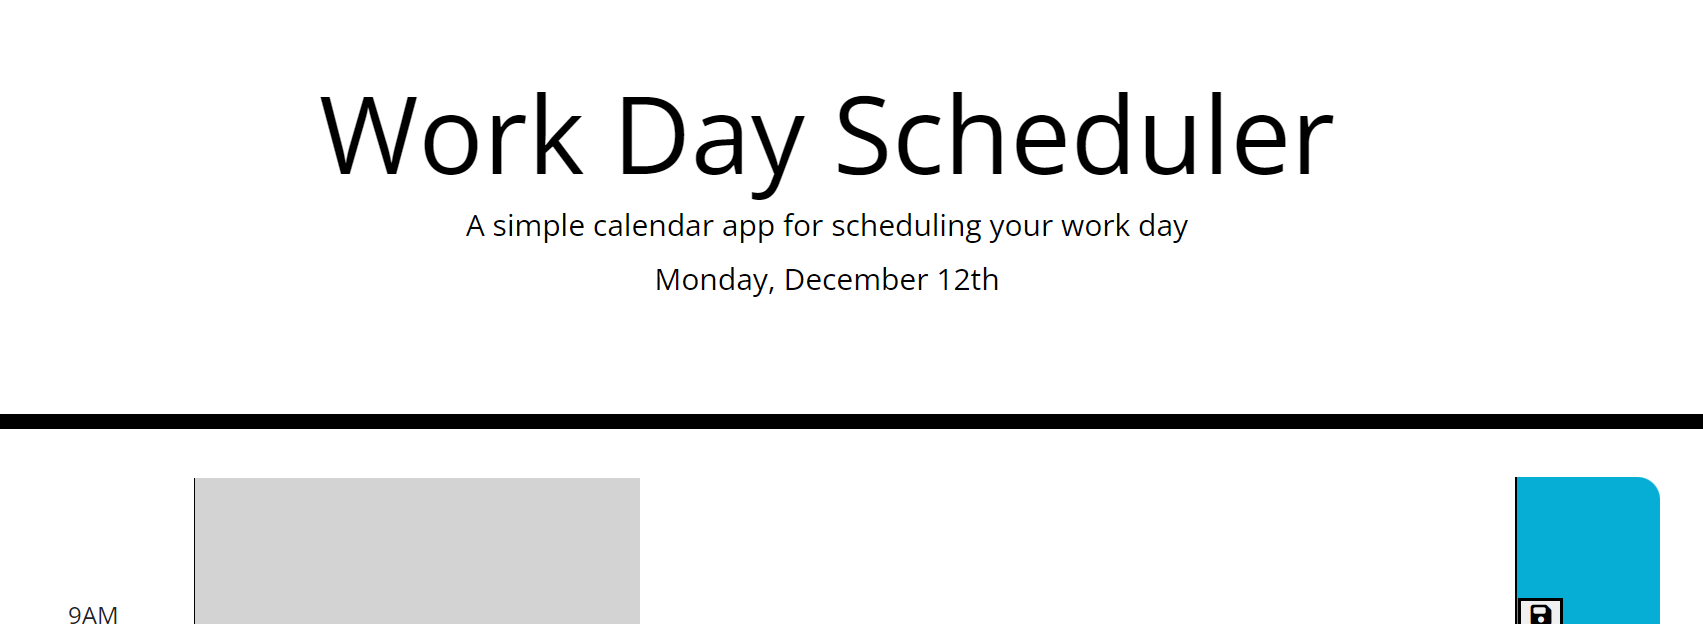 Work Day Scheduler
A simple calendar app for scheduling your work day
Monday, December 12th
9AM